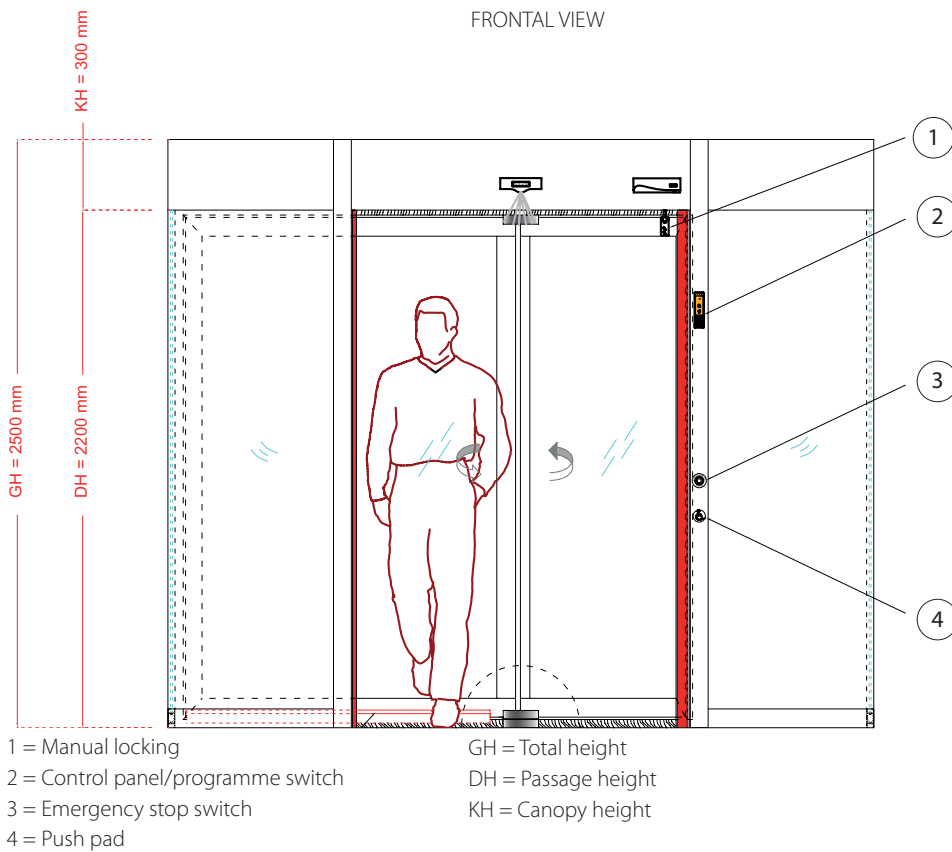 FRONTAL VIEW
KH = 300 mm
GH = 2500 mm
DH = 2200 mm
1
2
3
4
1 = Manual locking
2 = Control panel/programme switch
3 = Emergency stop switch
4 = Push pad
GH = Total height
DH = Passage height
KH = Canopy height